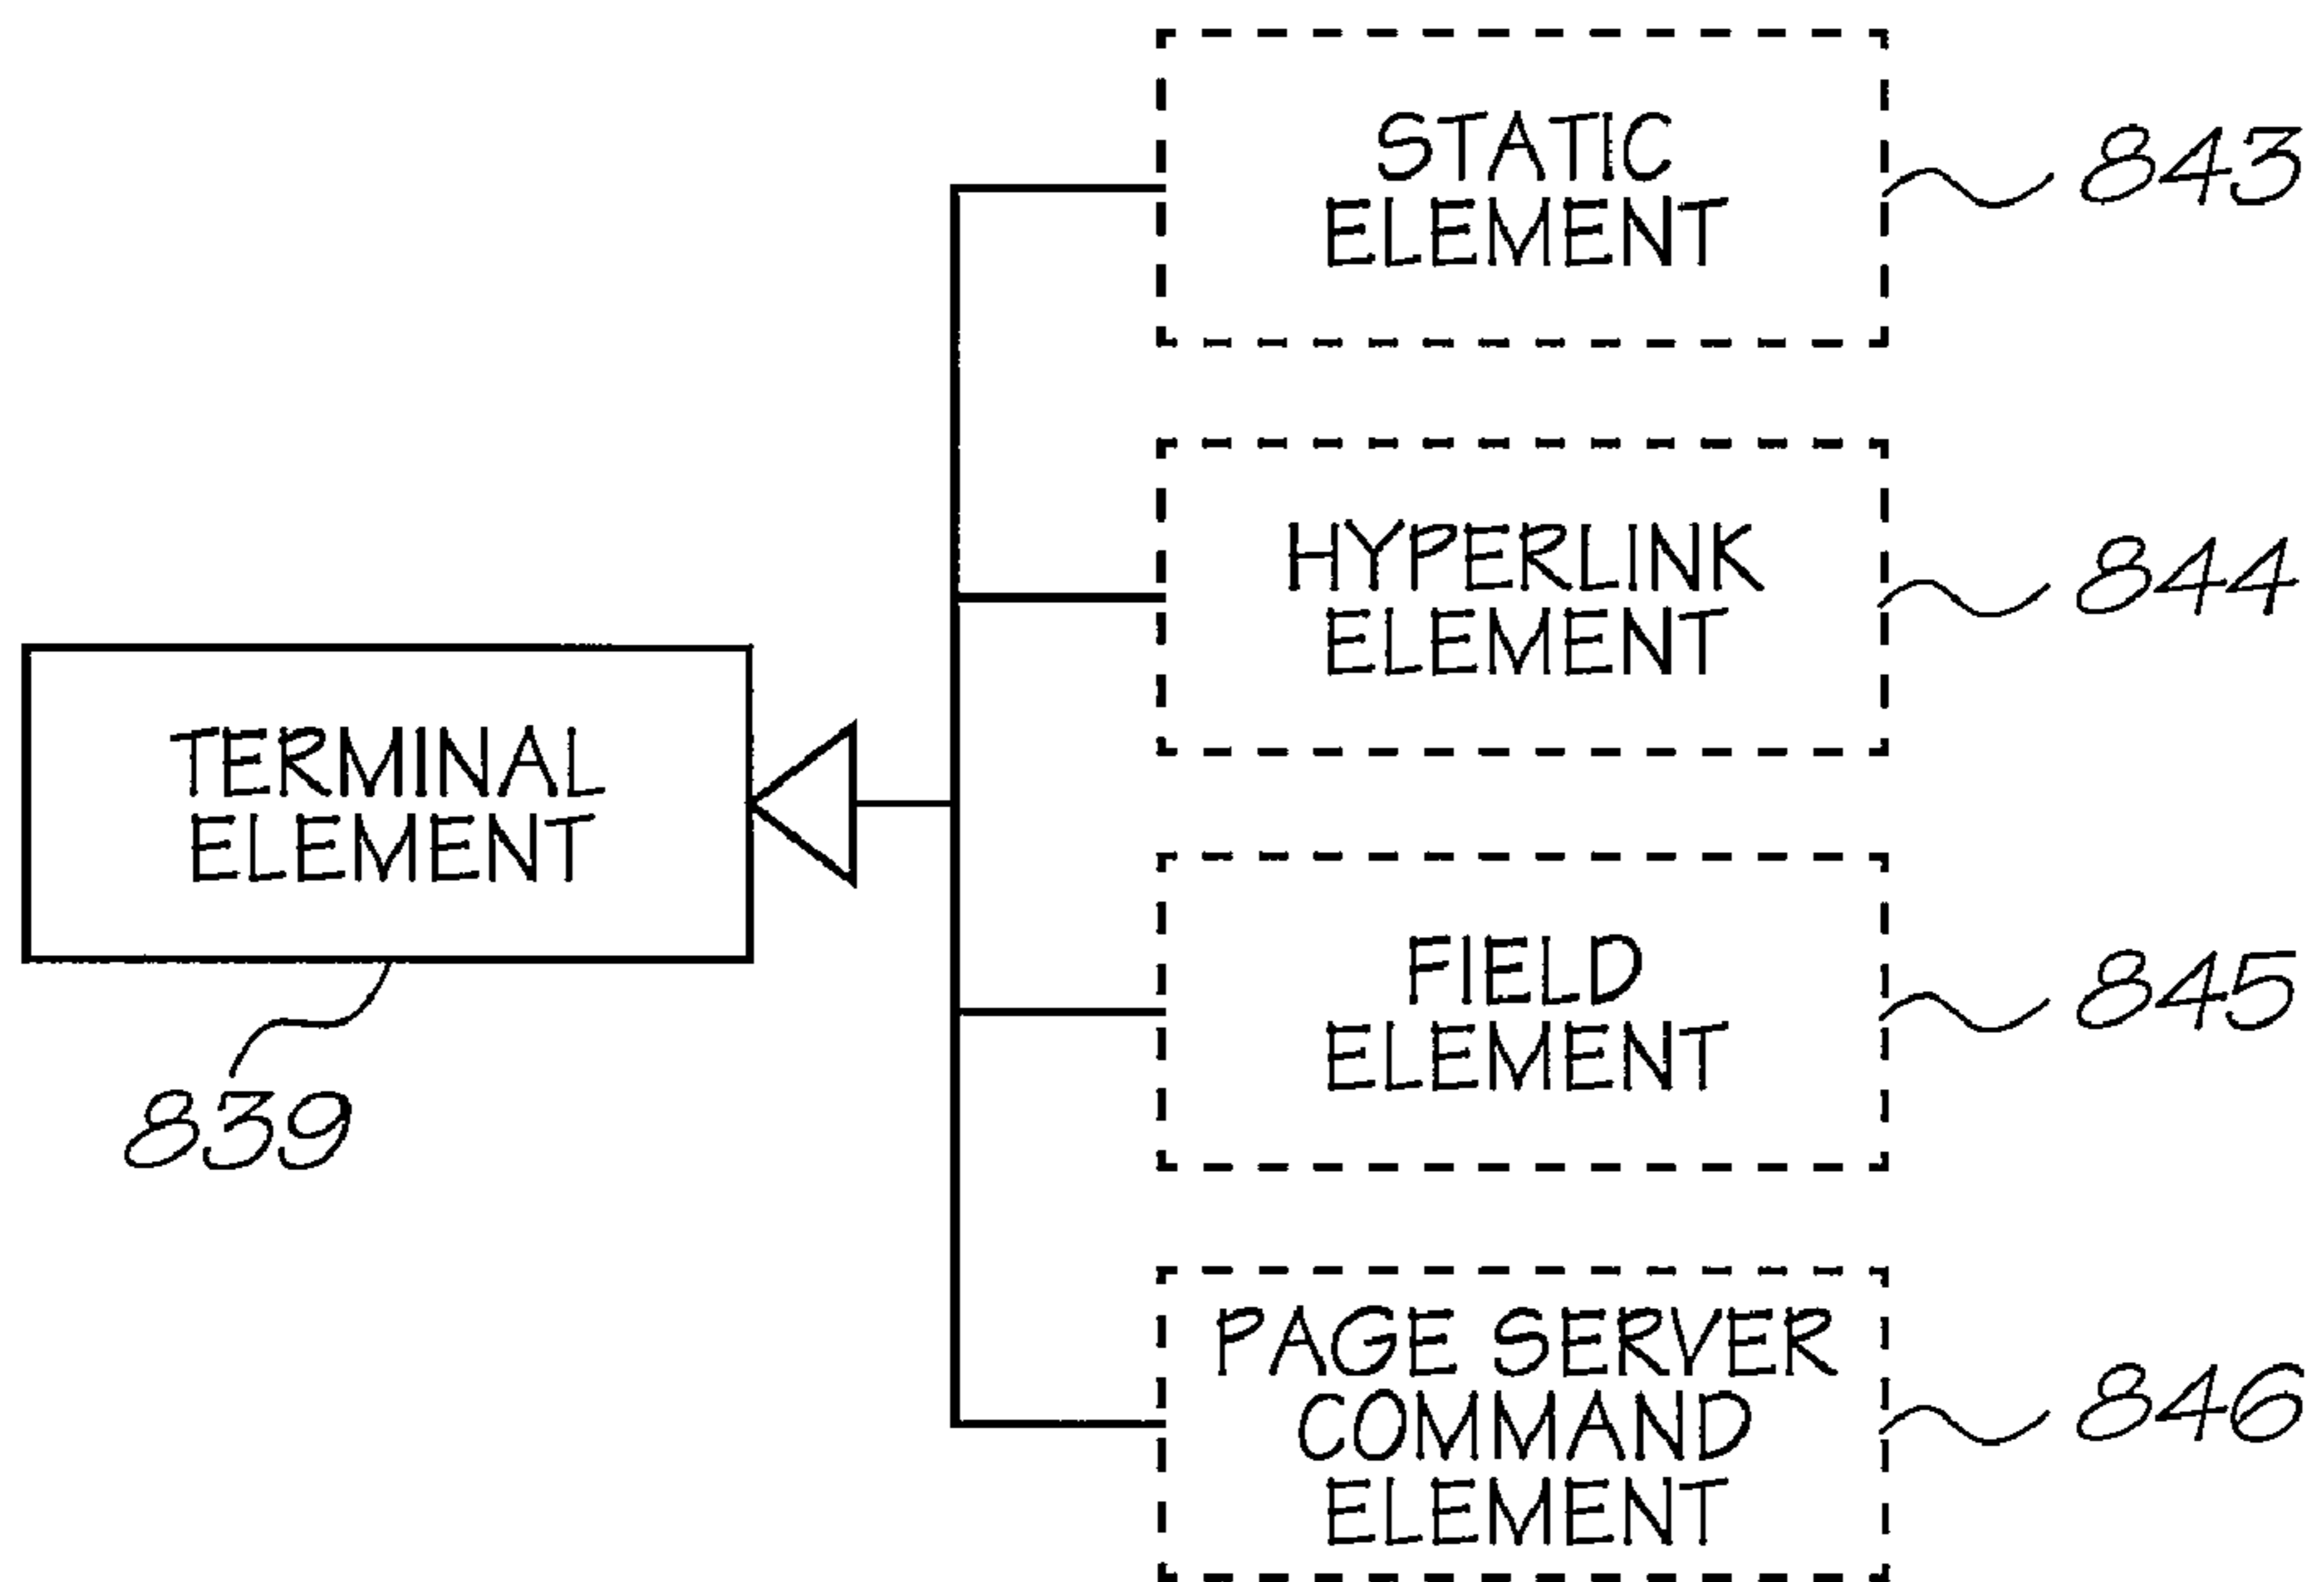 STATIC
ELEMENT
843
HYPERLINK
ELEMENT
844
TERMINAL
ELEMENT
839
FIELD
ELEMENT
845
PAGE SERVER
COMMAND
ELEMENT
846